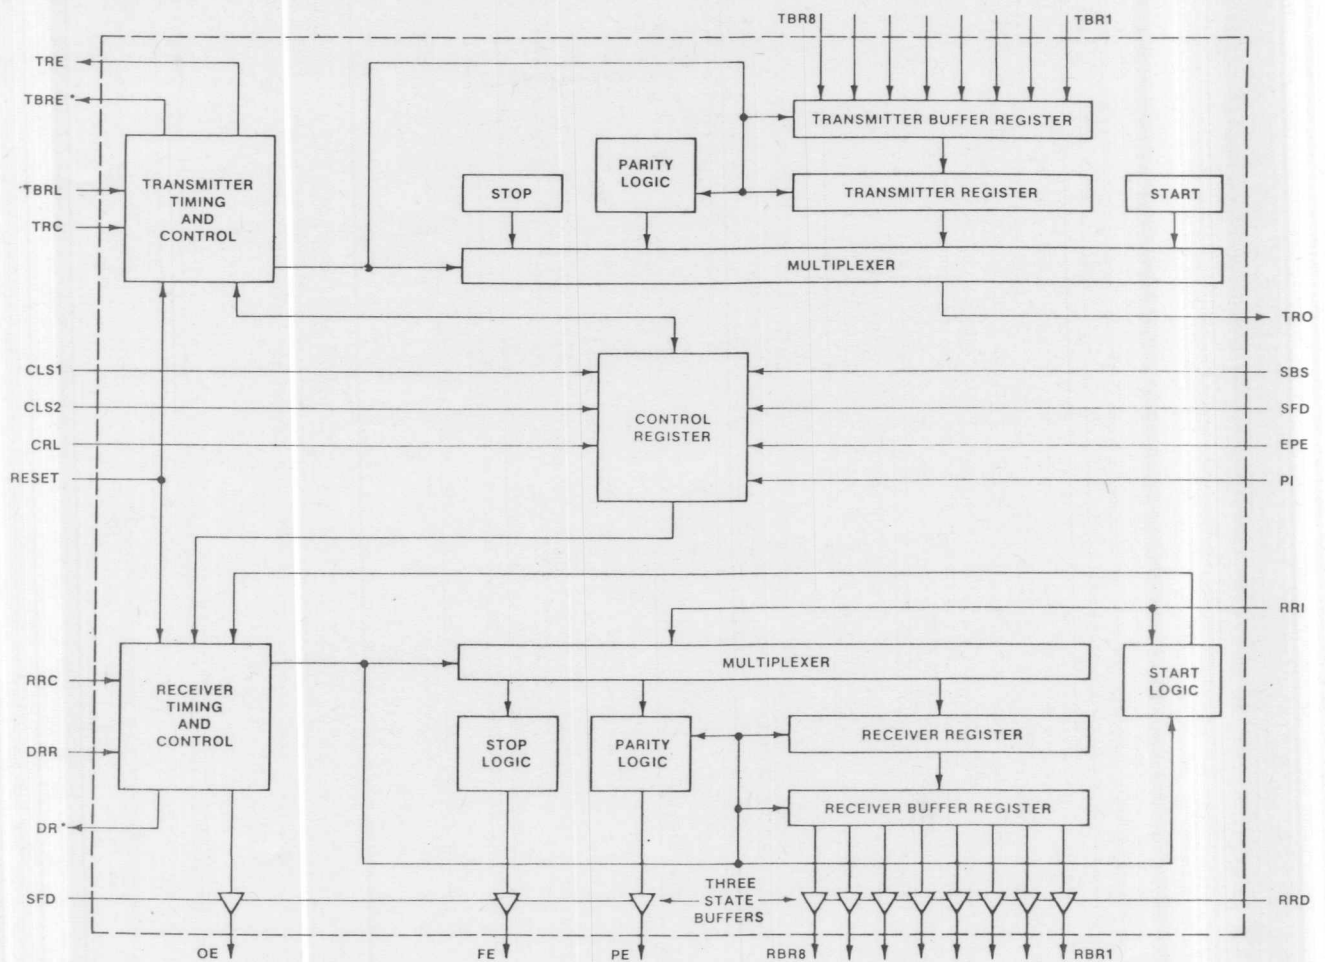 TBR8 TBR1
TRE
TBRE*
TRANSMITTER BUFFER REGISTER
PARITY
LOGIC
TBRL
TRANSMITTER
TIMING
AND
CONTROL
STOP
TRANSMITTER REGISTER
START
TRC
MULTIPLEXER
TRO
CLS1
SBS
CLS2
SFD
CONTROL
REGISTER
CRL
EPE
RESET
PI
RRI
MULTIPLEXER
START
LOGIC
RRC
RECEIVER
TIMING
AND
CONTROL
STOP
LOGIC
PARITY
LOGIC
RECEIVER REGISTER
DRR
RECEIVER BUFFER REGISTER
DR*
THREE
STATE
BUFFERS
SFD
RRD
OE FE PE RBR8 RBR1